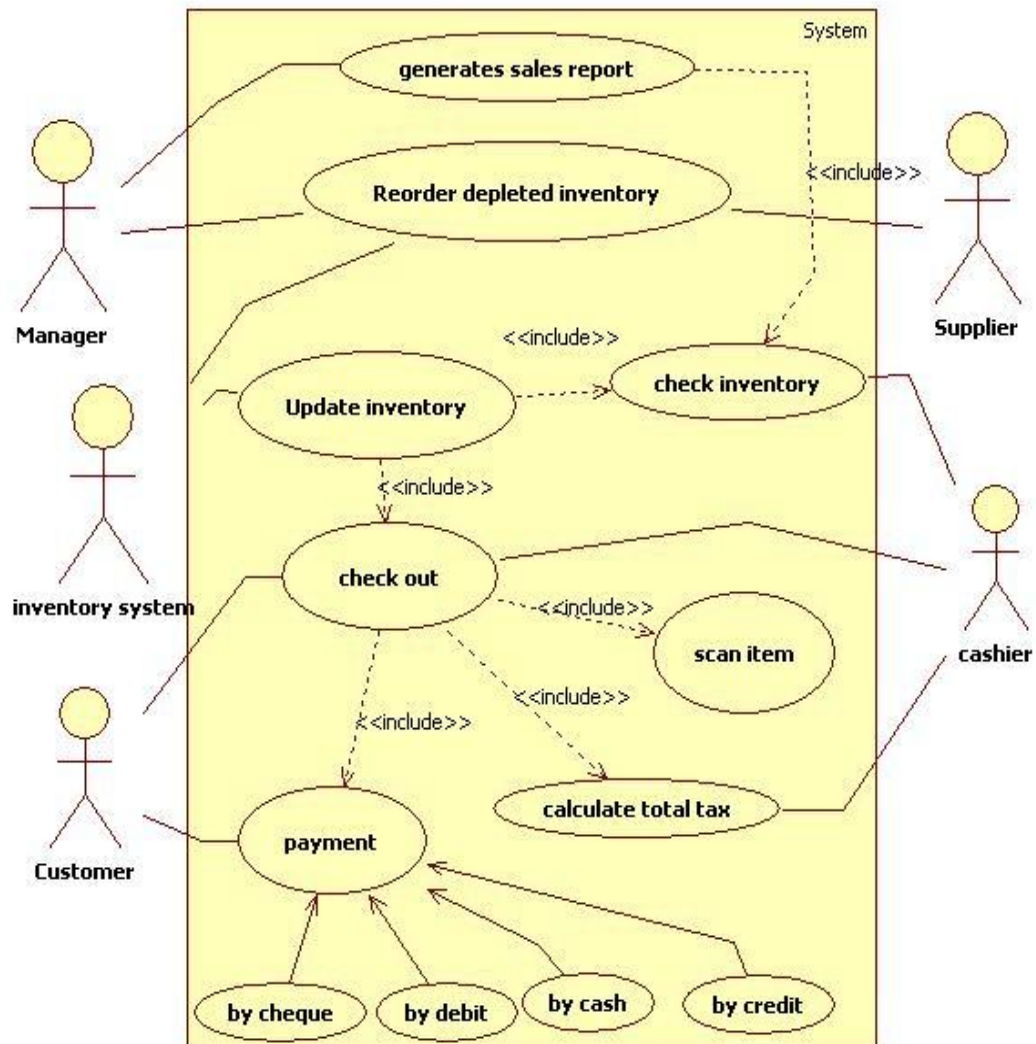 System
generates sales report
<<include>>
Reorder depleted inventory
Manager
Supplier
<<include>>
check inventory
Update inventory
<<include>>
check out
inventory system
<<include>>
scan item
cashier
<<include>>
<<include>>
calculate total tax
payment
Customer
by cheque
by debit
by cash
by credit